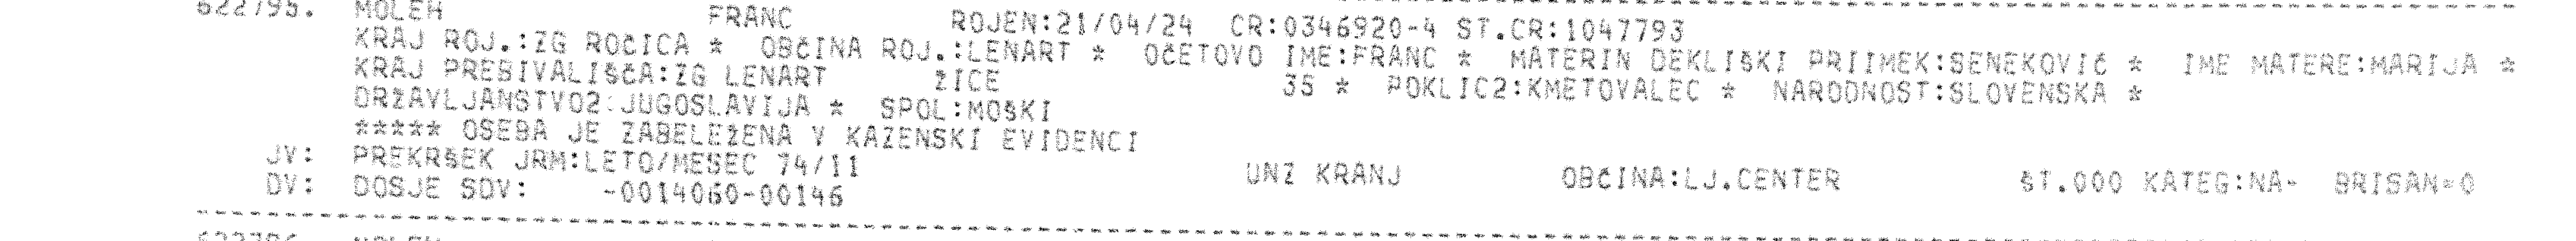 622795. MOLEH FRANC ROJEN:21/04/24 CR:0346920-4 ST.CR:1047793
KRAJ ROJ.:ZG ROČICA * OBČINA ROJ.:LENART * OČETOVO IME:FRANC * MATERIN DEKLIŠKI PRIIMEK:SENEKOVIČ * IME MATERE:MARIJA *
KRAJ PREBIVALIŠČA:ZG LENART ŽICE 35 * POKLIC2:KMETOVALEC * NARODNOST:SLOVENSKA *
DRŽAVLJANSTVO2:JUGOSLAVIJA * SPOL:MOŠKI
***** OSEBA JE ZABELEŽENA V KAZENSKI EVIDENCI
JV: PREKRŠEK JRM:LETO/MESEC 74/11 UNZ KRANJ OBČINA:LJ.CENTER ŠT.000 KATEG:NA- BRISAN=0
DV: DOSJE SDV: -0014060-00146